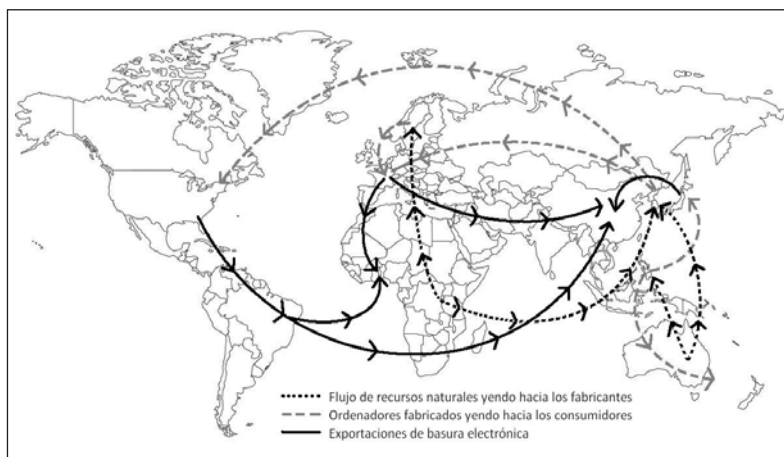 Flujo de recursos naturales yendo hacia los fabricantes
Ordenadores fabricados yendo hacia los consumidores
Exportaciones de basura electrónica